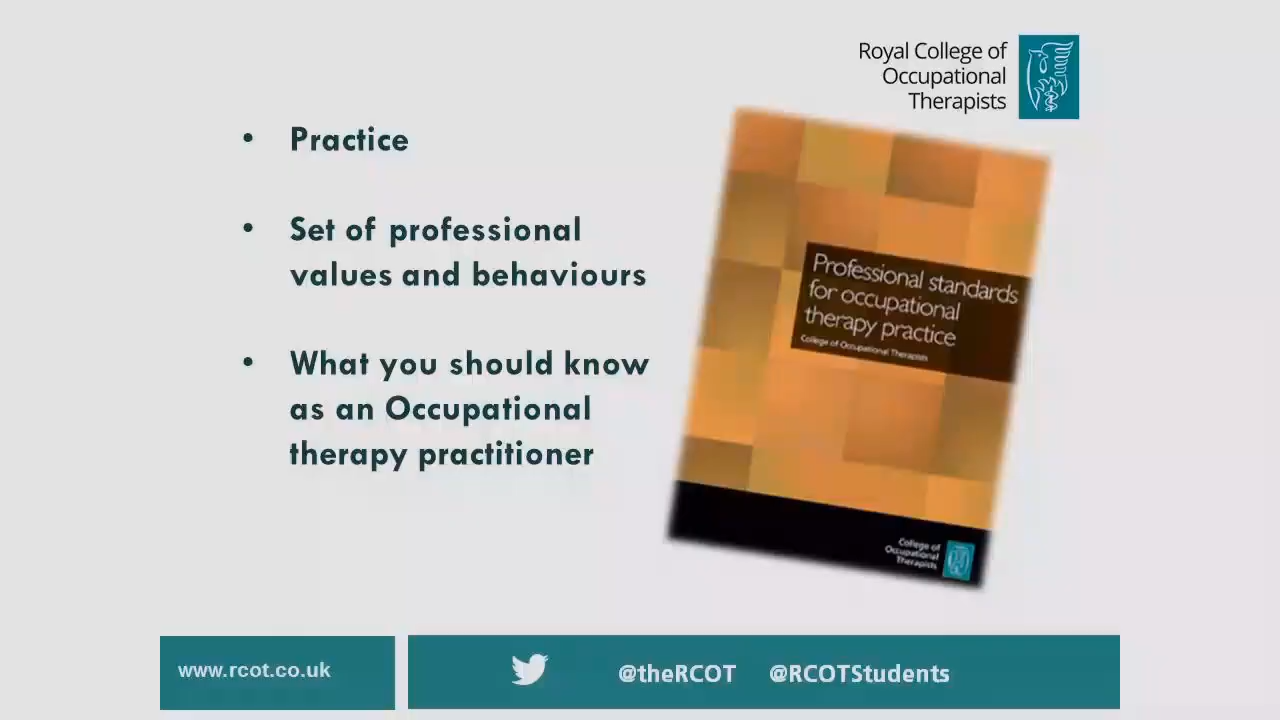 Royal College of
Occupational
Therapists
• Practice
• Set of professional
values and behaviours
• What you should know
as an Occupational
therapy practitioner
Professional standards
for occupational
therapy practice
College of Occupational Therapists
College of
Occupational
Therapists
www.rcot.co.uk
@theRCOT @RCOTStudents